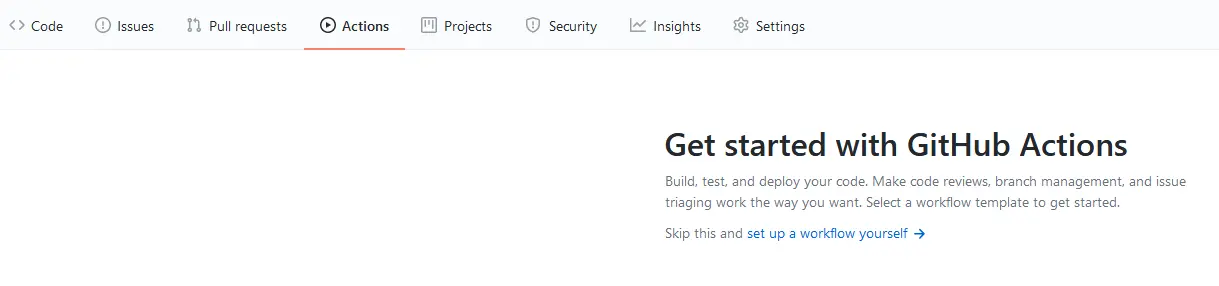 Code Issues Pull requests Actions Projects Security Insights Settings
Get started with GitHub Actions
Build, test, and deploy your code. Make code reviews, branch management, and issue
triaging work the way you want. Select a workflow template to get started.
Skip this and set up a workflow yourself →